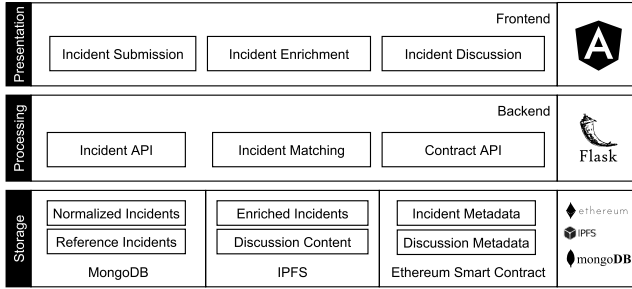 Presentation
Frontend
Incident Submission
Incident Enrichment
Incident Discussion
A
Processing
Backend
Incident API
Incident Matching
Contract API
Flask
Storage
Normalized Incidents
Reference Incidents
MongoDB
Enriched Incidents
Discussion Content
IPFS
Incident Metadata
Discussion Metadata
Ethereum Smart Contract
ethereum
IPFS
mongoDB